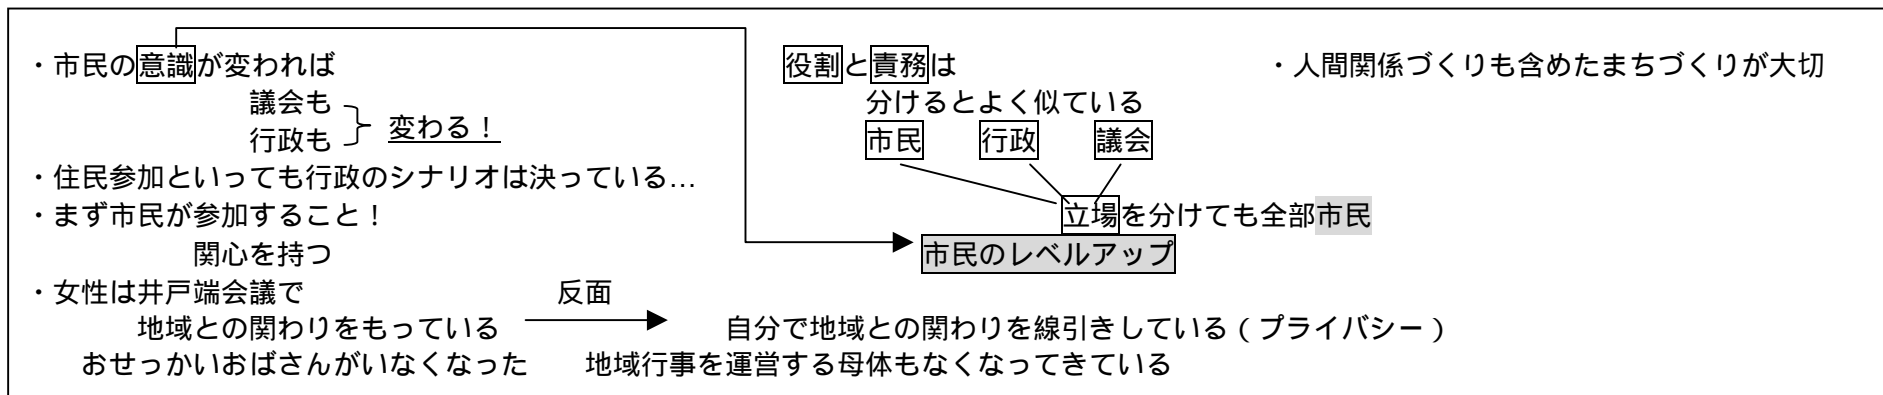 ・市民の意識が変われば
議会も
行政も
変わる！
・住民参加といっても行政のシナリオは決っている…
・まず市民が参加すること！
関心を持つ
・女性は井戸端会議で
地域との関わりをもっている
反面
自分で地域との関わりを線引きしている（プライバシー）
おせっかいおばさんがいなくなった
地域行事を運営する母体もなくなってきている
役割と責務は
分けるとよく似ている
市民 行政 議会
立場を分けても全部市民
市民のレベルアップ
・人間関係づくりも含めたまちづくりが大切